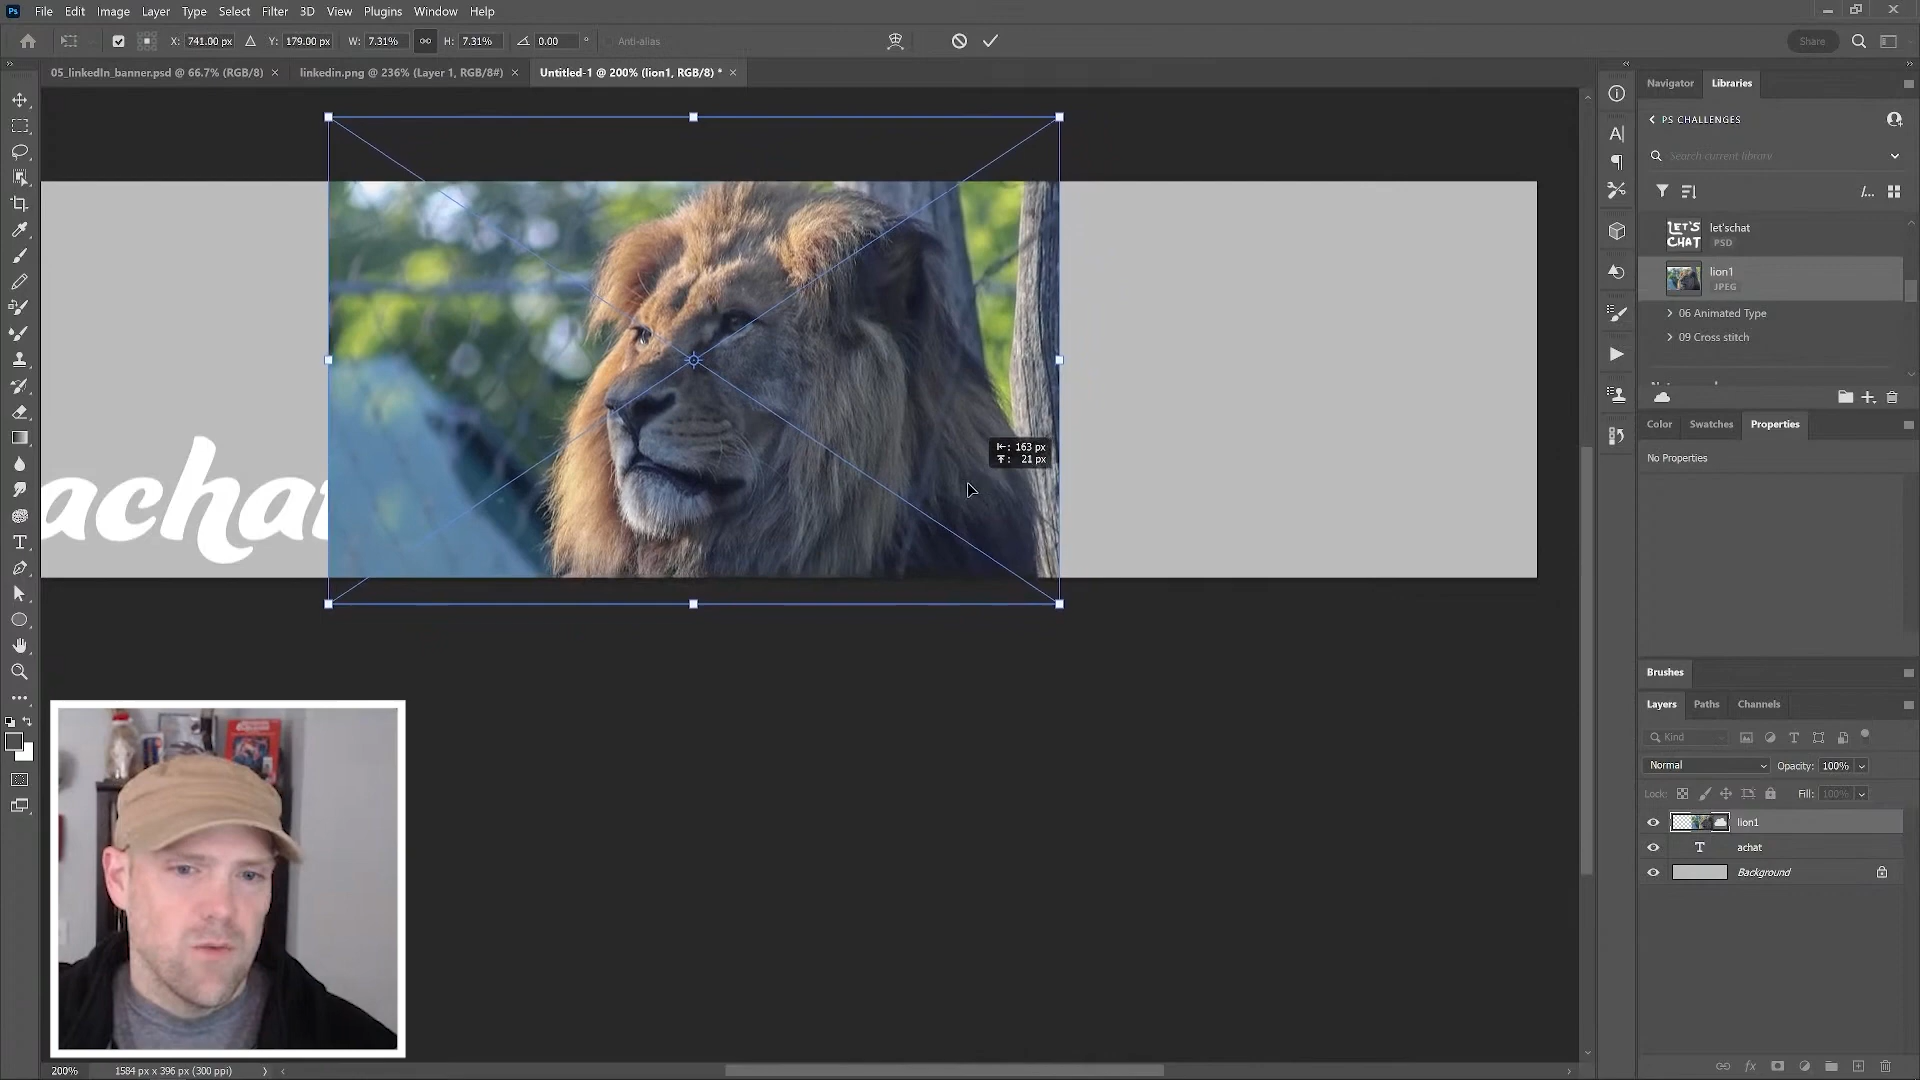 Ps File Edit Image Layer Type Select Filter 3D View Plugins Window Help
X: 741.00 px Y: 179.00 px W: 7.31% H: 7.31% 0.00 ° Anti-alias Share
05_linkedIn_banner.psd @ 66.7% (RGB/8) × linkedin.png @ 236% (Layer 1, RGB/8#) × Untitled-1 @ 200% (lion1, RGB/8) * ×
Navigator Libraries
PS CHALLENGES
Search current library
LET'S CHAT
let'schat
PSD
lion1
JPEG
06 Animated Type
09 Cross stitch
Color Swatches Properties
No Properties
achat
163 px
21 px
Brushes
Layers Paths Channels
Kind
Normal Opacity: 100%
Lock: Fill: 100%
lion1
T achat
Background
200% 1584 px x 396 px (300 ppi)